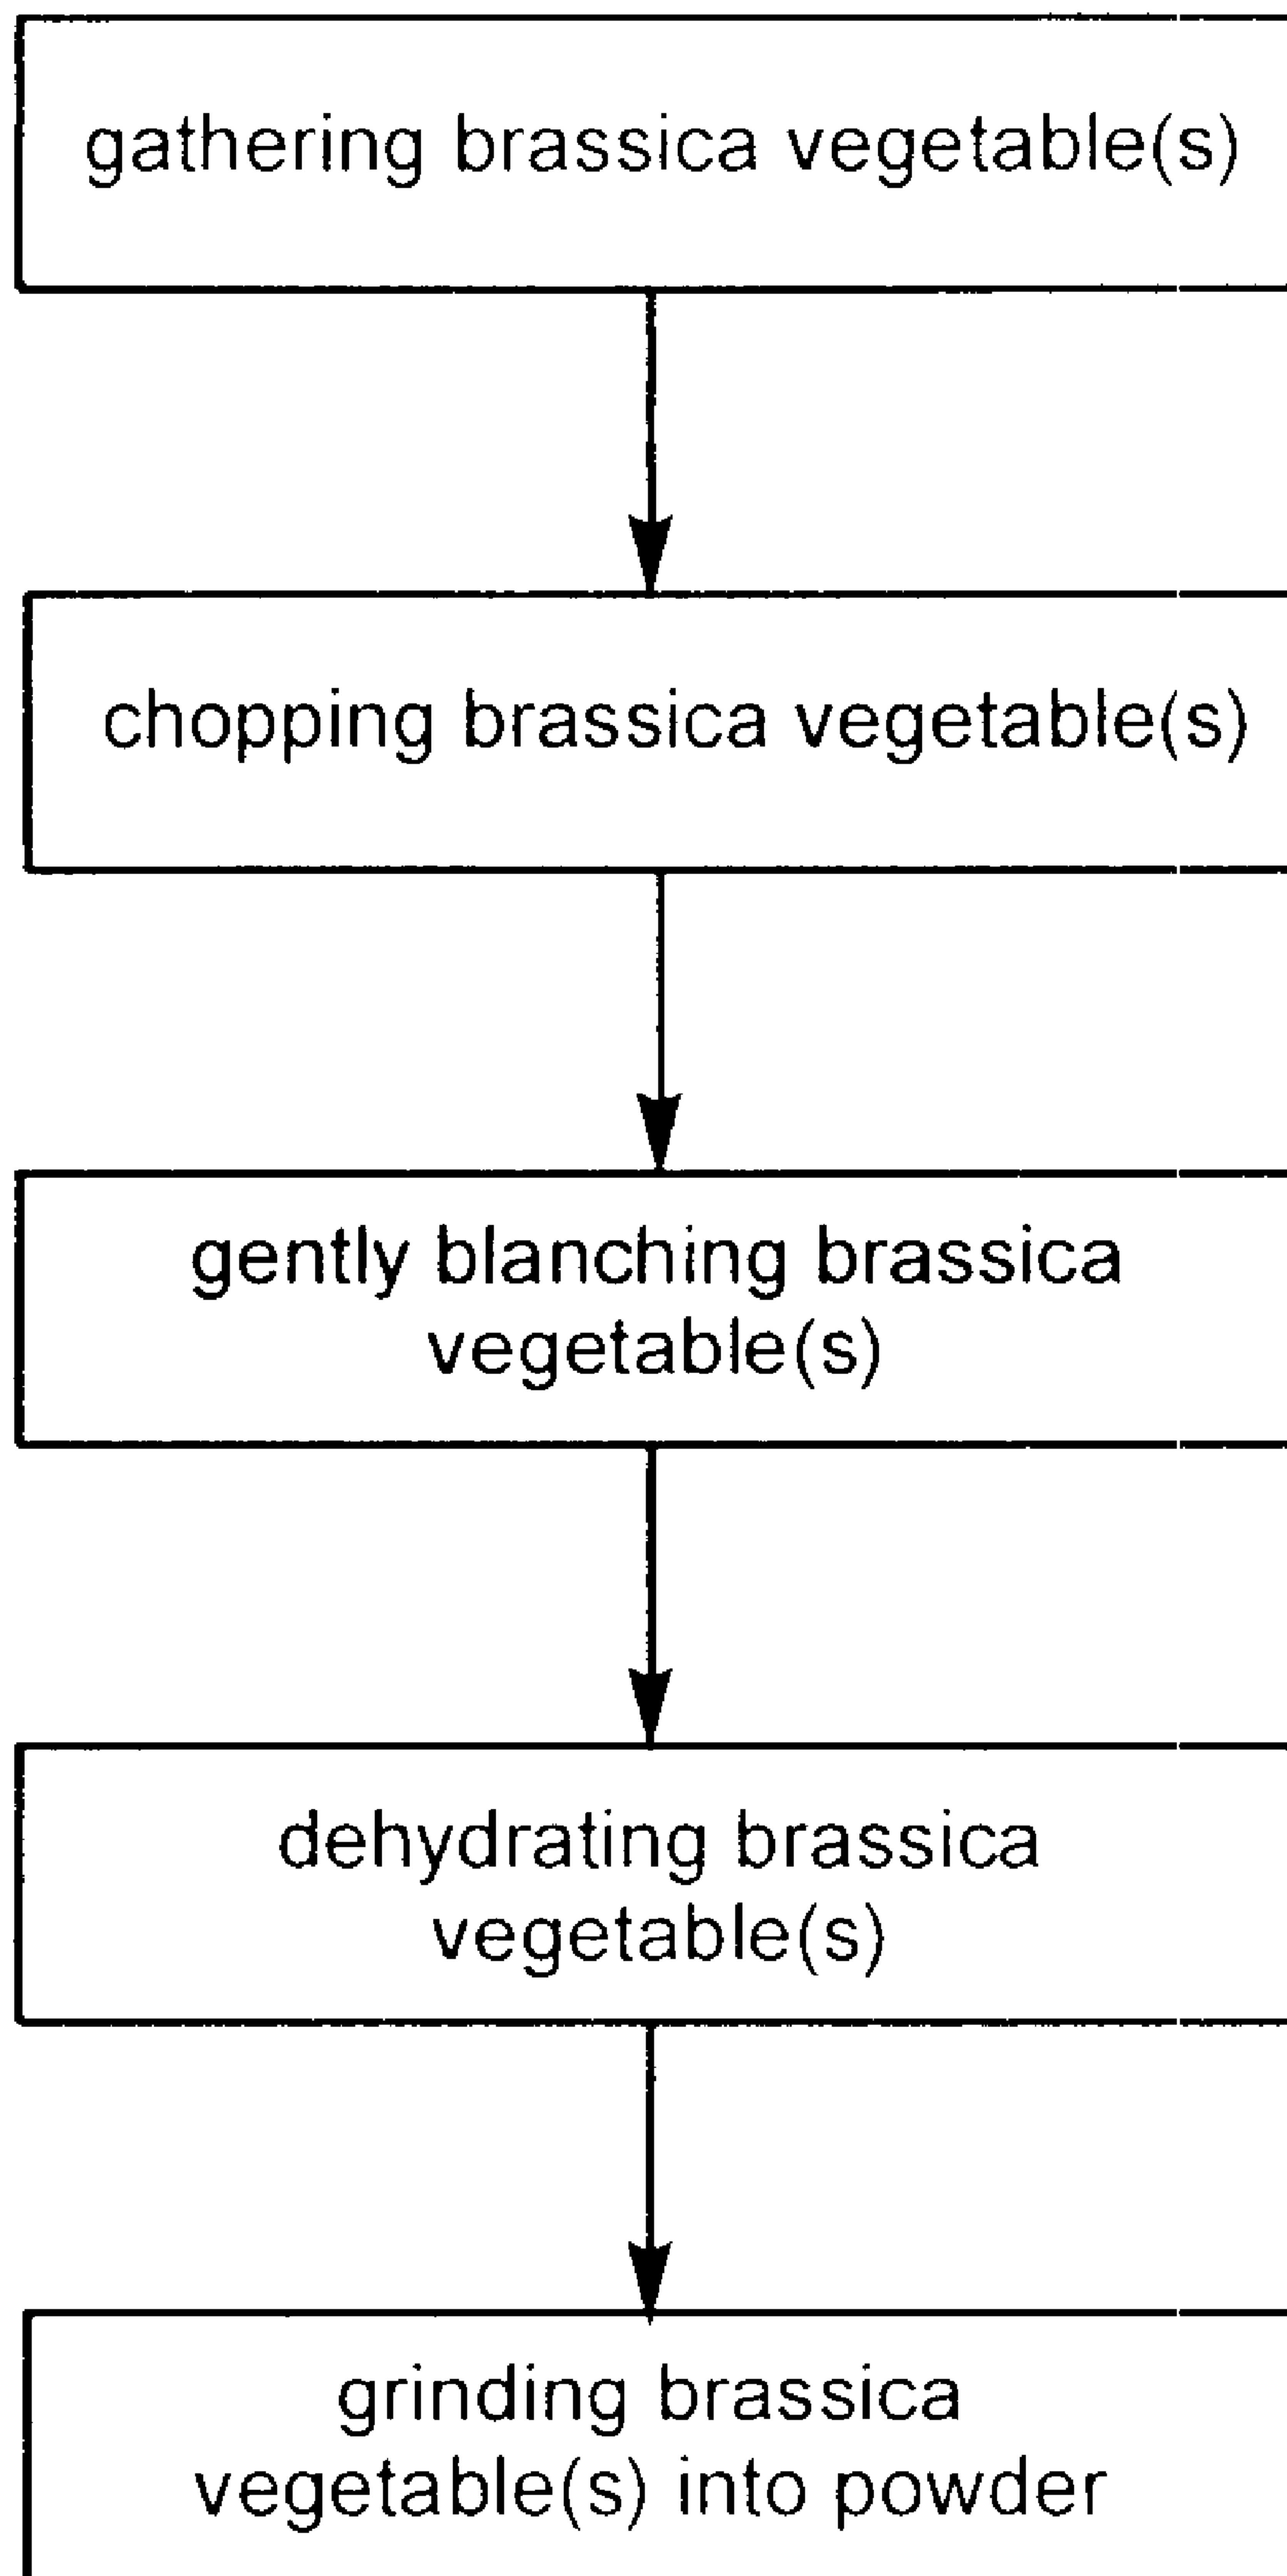 gathering brassica vegetable(s)
chopping brassica vegetable(s)
gently blanching brassica
vegetable(s)
dehydrating brassica
vegetable(s)
grinding brassica
vegetable(s) into powder